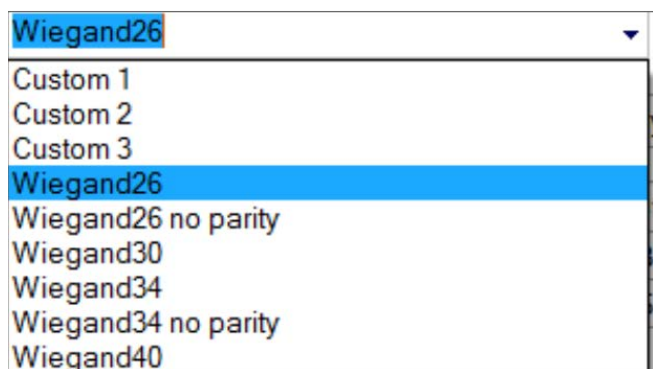 Wiegand26
Custom 1
Custom 2
Custom 3
Wiegand26
Wiegand26 no parity
Wiegand30
Wiegand34
Wiegand34 no parity
Wiegand40